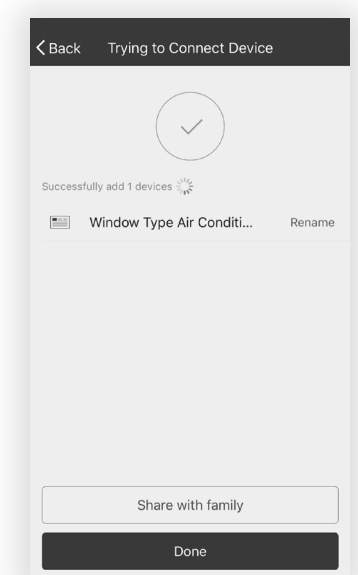 Back Trying to Connect Device
Successfully add 1 devices
Window Type Air Conditi... Rename
Share with family
Done